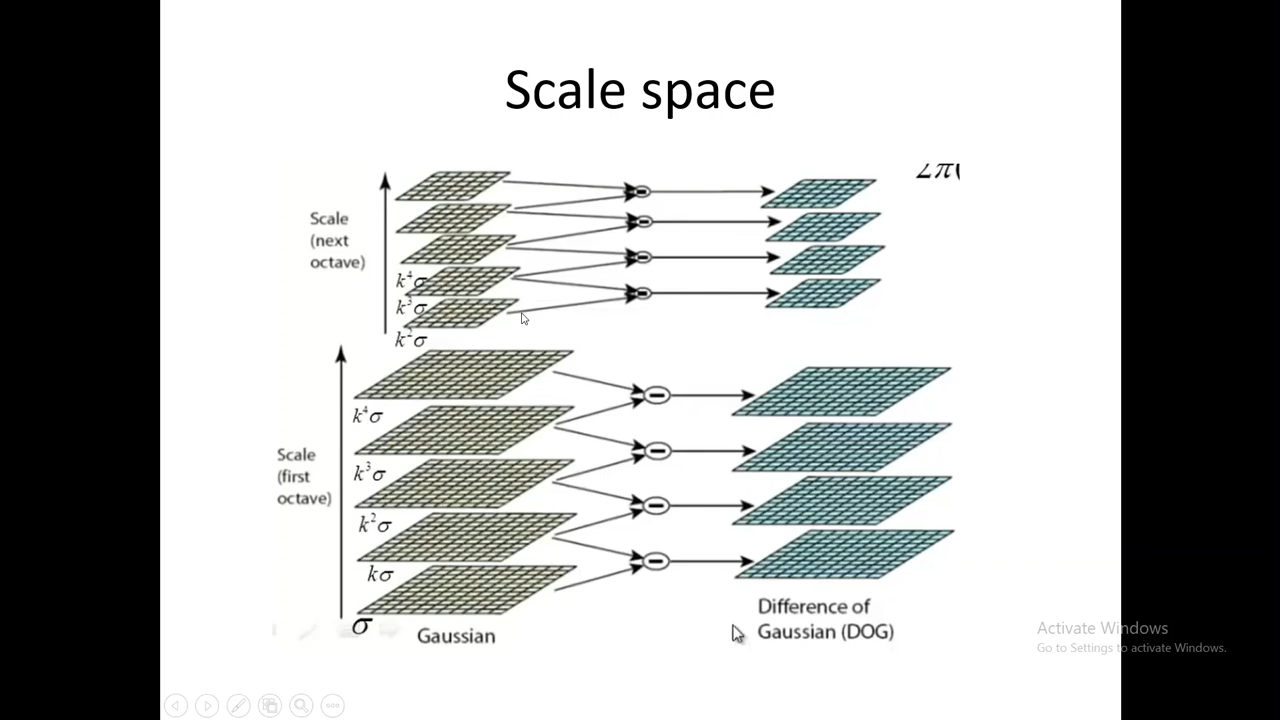 Scale space
∠π(
Scale
(next
octave)
k⁴σ
k³σ
k²σ
k⁴σ
Scale
(first
octave)
k³σ
k²σ
kσ
σ
Gaussian
Difference of
Gaussian (DOG)
Activate Windows
Go to Settings to activate Windows.